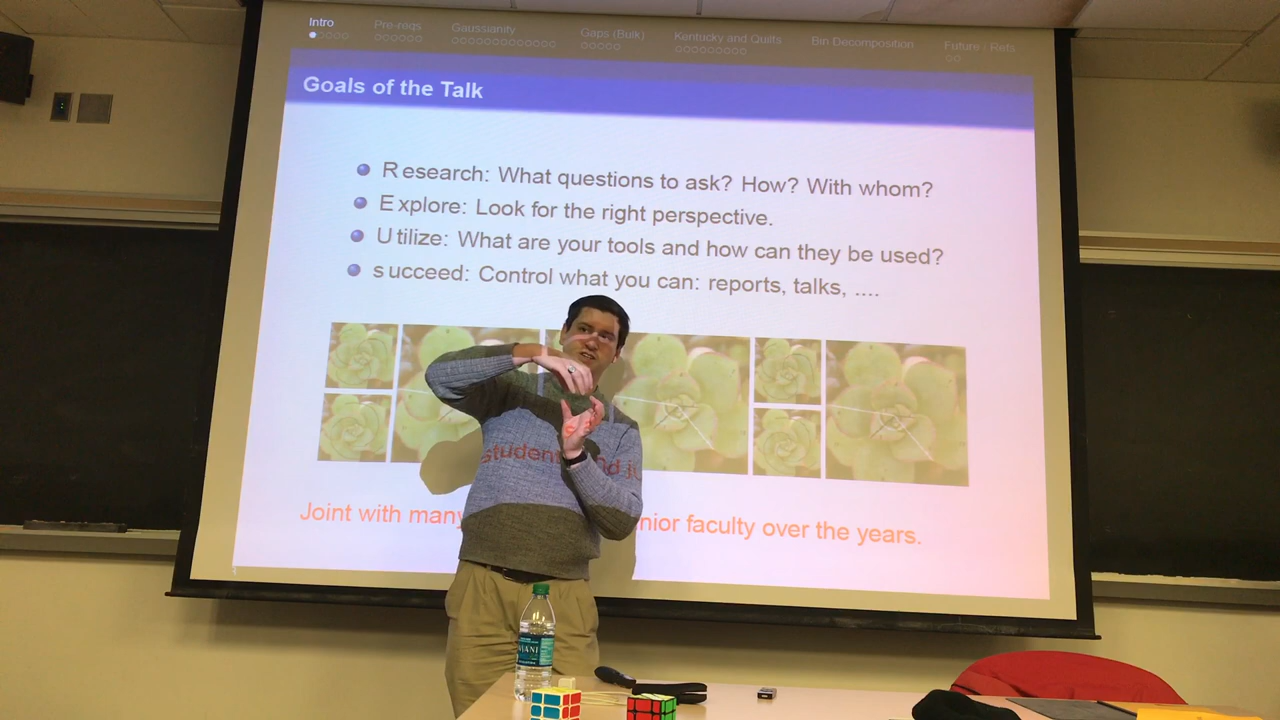 Intro Pre-reqs Gaussianity Gaps (Bulk) Kentucky and Quilts Bin Decomposition Future / Refs
Goals of the Talk
Research: What questions to ask? How? With whom?
Explore: Look for the right perspective.
Utilize: What are your tools and how can they be used?
succeed: Control what you can: reports, talks, ....
Joint with many students nior faculty over the years.